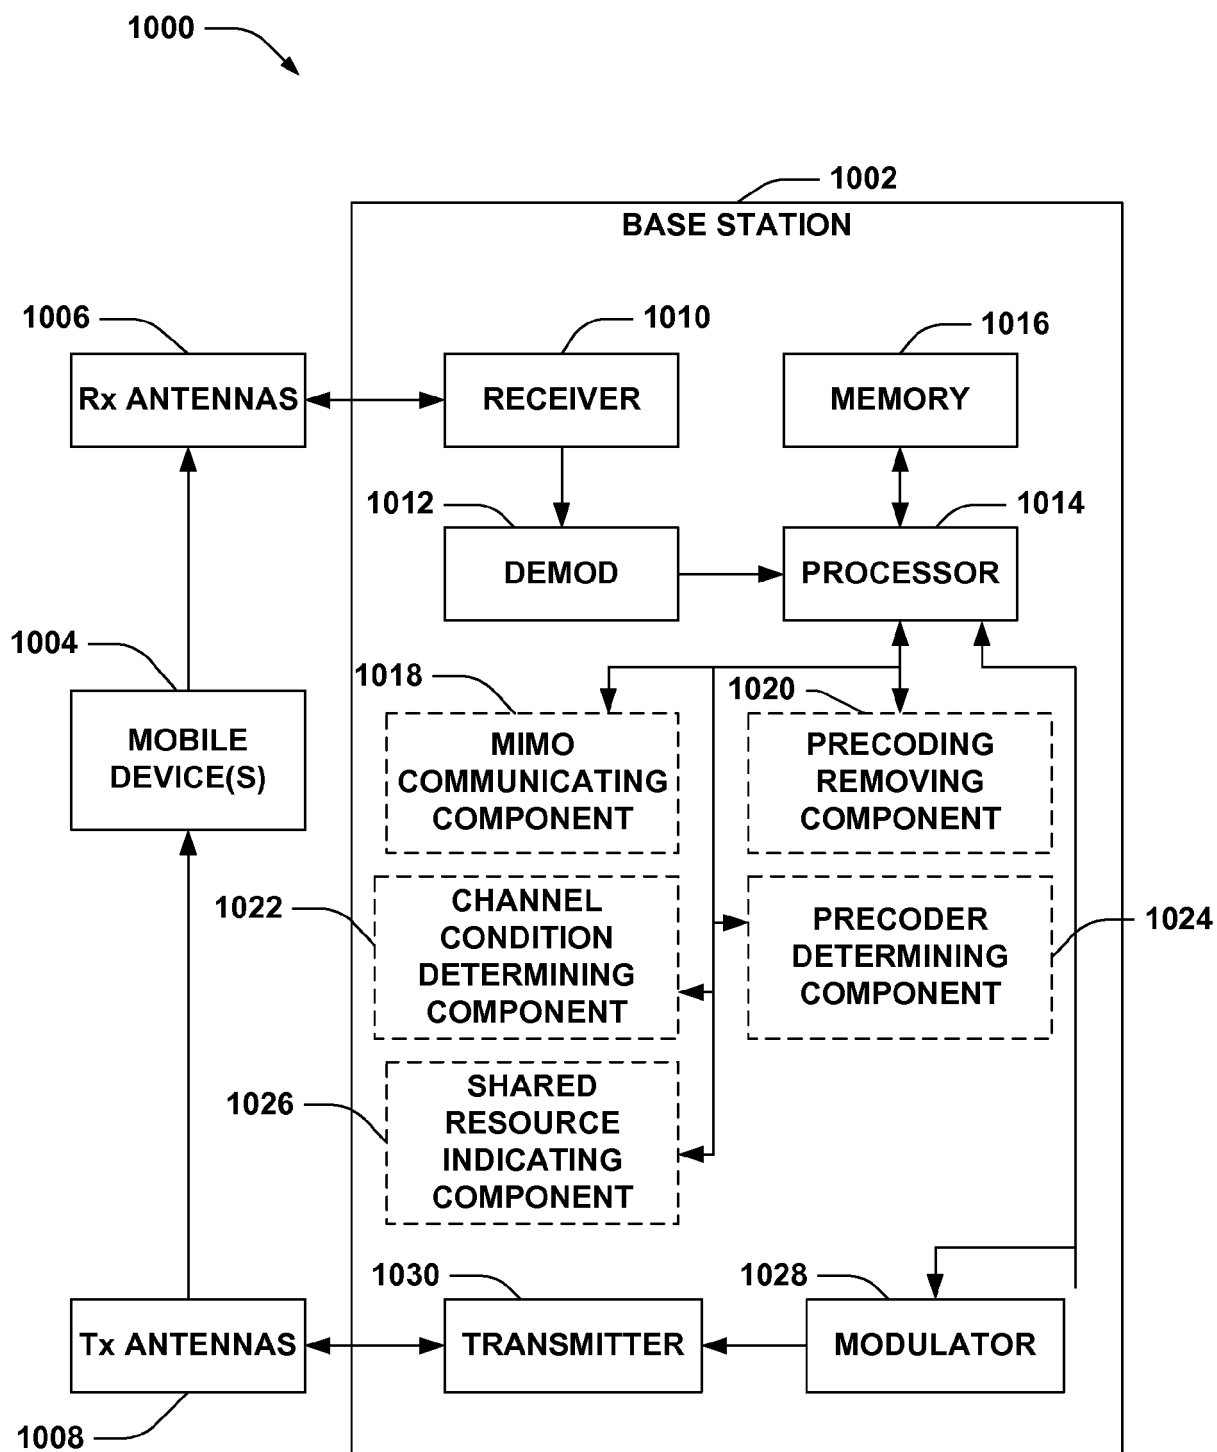 1000
1002
BASE STATION
1006
1010
1016
Rx ANTENNAS
RECEIVER
MEMORY
1012
1014
DEMOD
PROCESSOR
1004
MOBILE
DEVICE(S)
1018
MIMO
COMMUNICATING
COMPONENT
1020
PRECODING
REMOVING
COMPONENT
1022
CHANNEL
CONDITION
DETERMINING
COMPONENT
PRECODER
DETERMINING
COMPONENT
1024
1026
SHARED
RESOURCE
INDICATING
COMPONENT
1030
1028
Tx ANTENNAS
TRANSMITTER
MODULATOR
1008